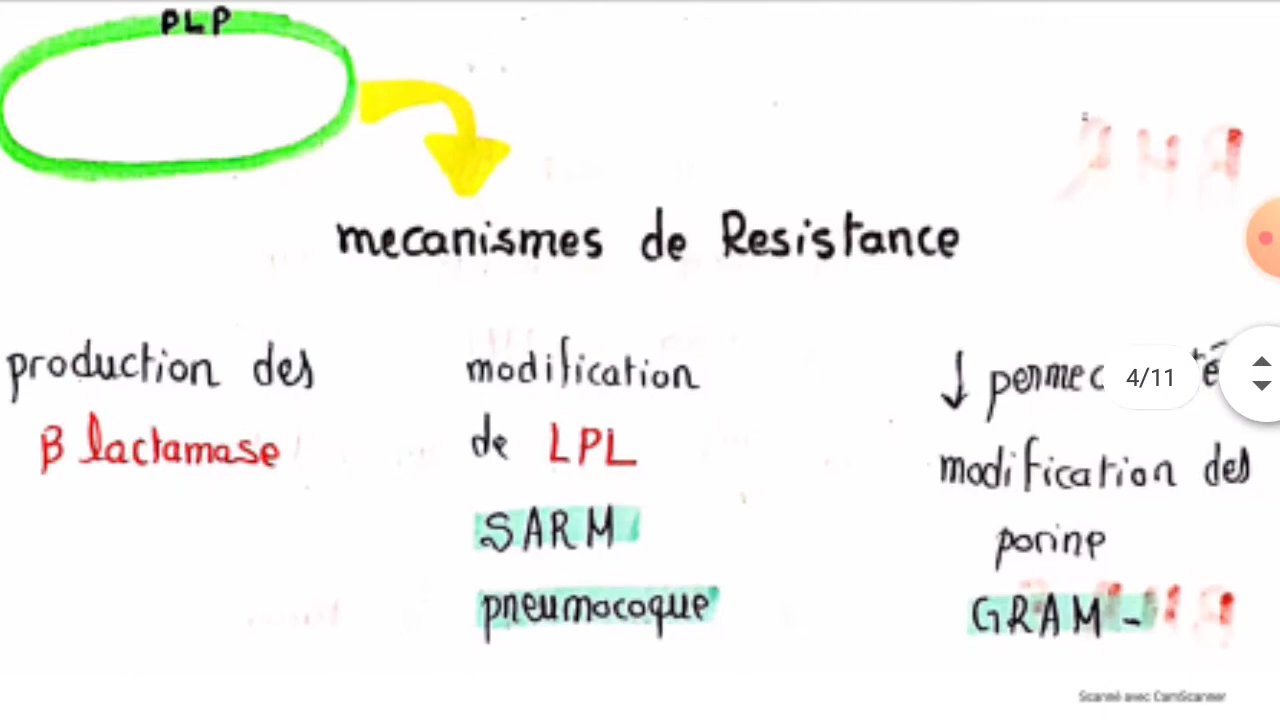 PLP
mecanismes de Resistance
production des
β lactamase
modification
de LPL
SARM
pneumocoque
↓
modification des
porine
GRAM -
4/11
Scanné avec CamScanner